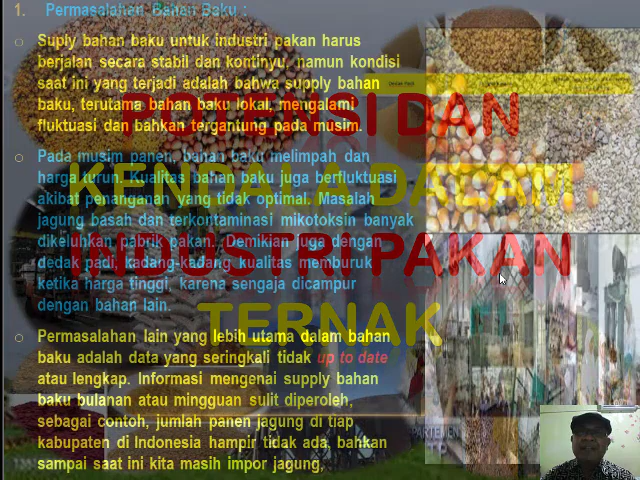 1. Permasalahan Bahan Baku :
Suply bahan baku untuk industri pakan harus
berjalan secara stabil dan kontinyu, namun kondisi
saat ini yang terjadi adalah bahwa supply bahan
baku, terutama bahan baku lokal, mengalami
fluktuasi dan bahkan tergantung pada musim.
Pada musim panen, bahan baku melimpah dan
harga turun. Kualitas bahan baku juga berfluktuasi
akibat penanganan yang tidak optimal. Masalah
jagung basah dan terkontaminasi mikotoksin banyak
dikeluhkan pabrik pakan. Demikian juga dengan
dedak padi, kadang-kadang kualitas memburuk
ketika harga tinggi, karena sengaja dicampur
dengan bahan lain.
Permasalahan lain yang lebih utama dalam bahan
baku adalah data yang seringkali tidak up to date
atau lengkap. Informasi mengenai supply bahan
baku bulanan atau mingguan sulit diperoleh,
sebagai contoh, jumlah panen jagung di tiap
kabupaten di Indonesia hampir tidak ada, bahkan
sampai saat ini kita masih impor jagung,
POTENSI DAN
KENDALA DALAM
INDUSTRI PAKAN
TERNAK